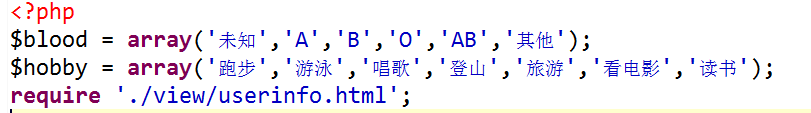 <?php
$blood = array('未知','A','B','O','AB','其他');
$hobby = array('跑步','游泳','唱歌','登山','旅游','看电影','读书');
require './view/userinfo.html';